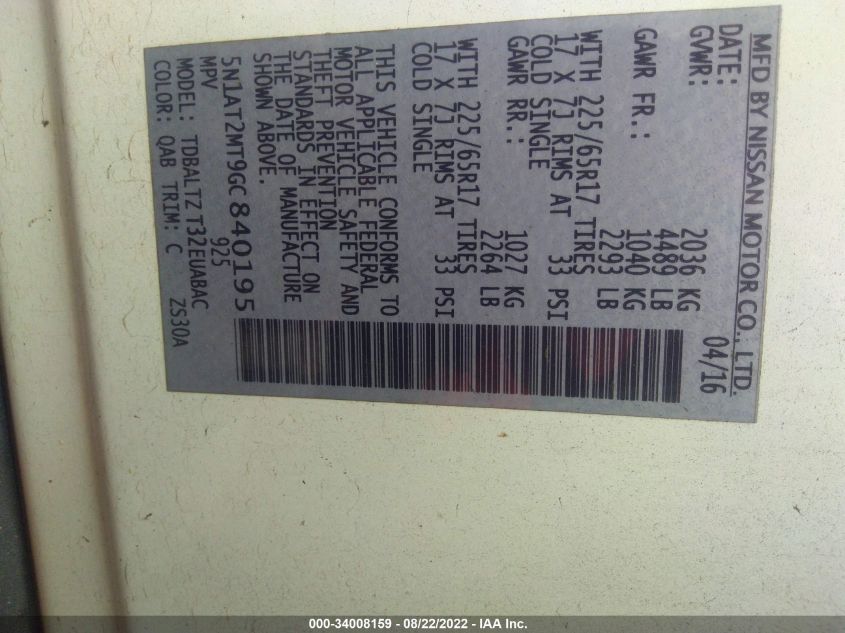 MFD BY NISSAN MOTOR CO., LTD.
DATE: 04/16
GVWR: 2036 KG
4489 LB
GAWR FR.: 1040 KG
2293 LB
WITH 225/65R17 TIRES
17 X 7J RIMS AT 33 PSI
COLD SINGLE
GAWR RR.: 1027 KG
2264 LB
WITH 225/65R17 TIRES
17 X 7J RIMS AT 33 PSI
COLD SINGLE
THIS VEHICLE CONFORMS TO
ALL APPLICABLE FEDERAL
MOTOR VEHICLE SAFETY AND
THEFT PREVENTION
STANDARDS IN EFFECT ON
THE DATE OF MANUFACTURE
SHOWN ABOVE.
5N1AT2MT9GC840195
MPV 925
MODEL: TDBALTZ T32EUABAC
COLOR: QAB TRIM: C ZS30A
000-34008159 - 08/22/2022 - IAA Inc.